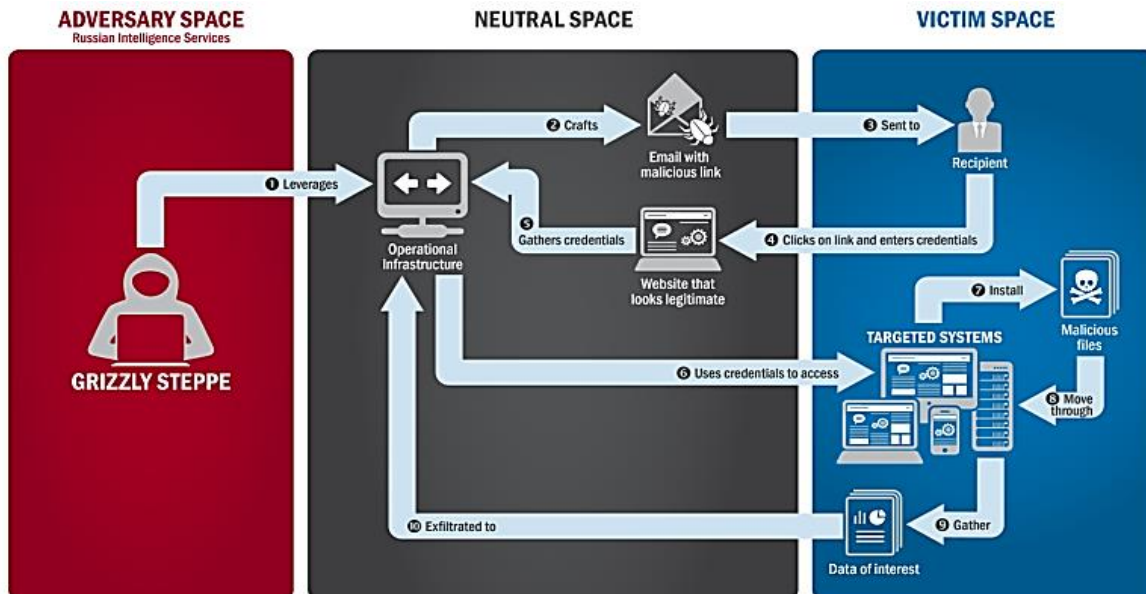 ADVERSARY SPACE
Russian Intelligence Services
NEUTRAL SPACE
VICTIM SPACE
❶ Leverages
GRIZZLY STEPPE
Operational
Infrastructure
❷ Crafts
Email with
malicious link
❸ Sent to
Recipient
❹ Clicks on link and enters credentials
Website that
looks legitimate
❺
Gathers credentials
❻ Uses credentials to access
TARGETED SYSTEMS
❼ Install
Malicious
files
❽ Move
through
❾ Gather
Data of interest
❿ Exfiltrated to